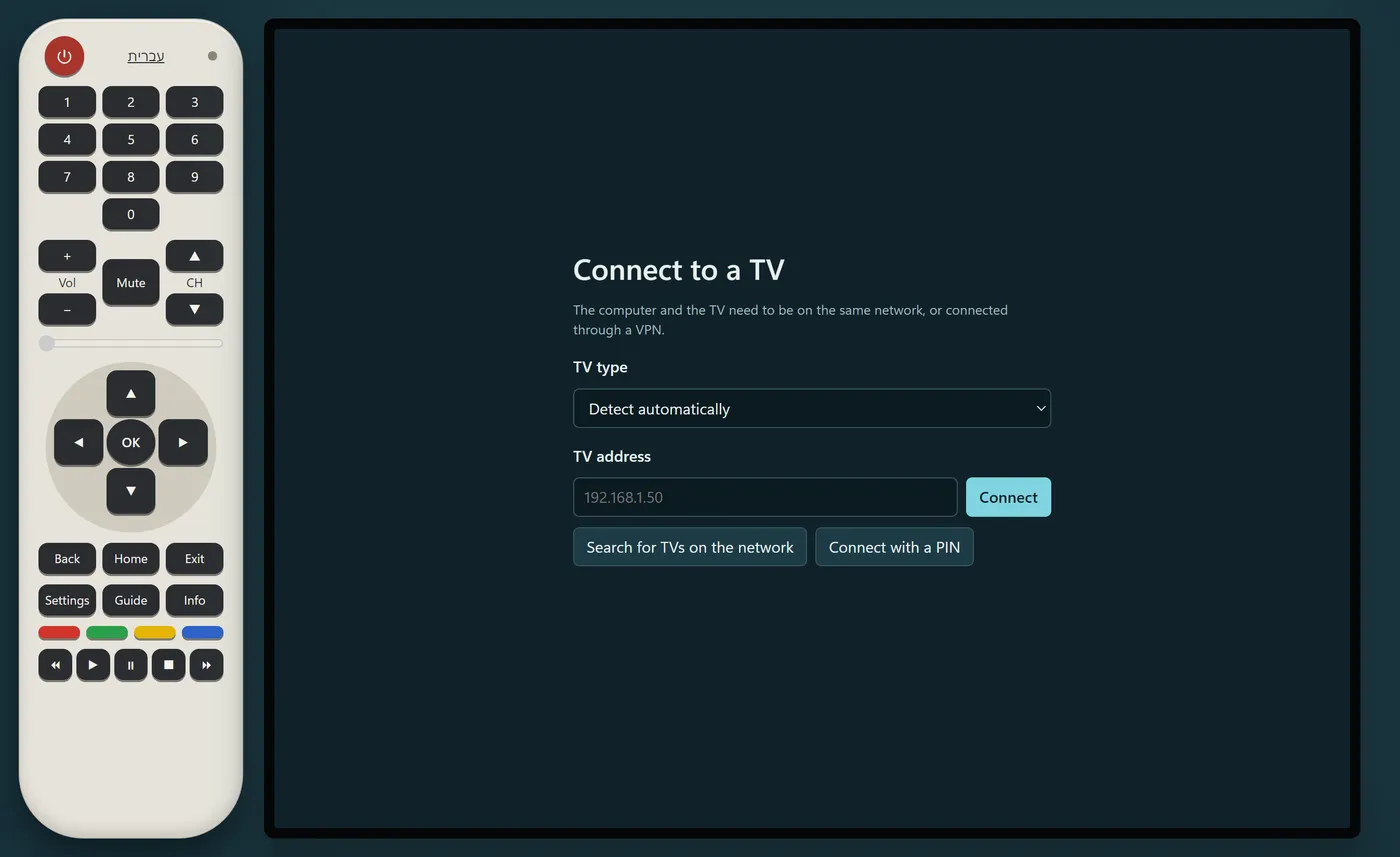 עברית
1 2 3
4 5 6
7 8 9
0
+
Vol
−
Mute
▲
CH
▼
▲
◀ OK ▶
▼
Back Home Exit
Settings Guide Info
Connect to a TV
The computer and the TV need to be on the same network, or connected
through a VPN.
TV type
Detect automatically
TV address
192.168.1.50 Connect
Search for TVs on the network Connect with a PIN